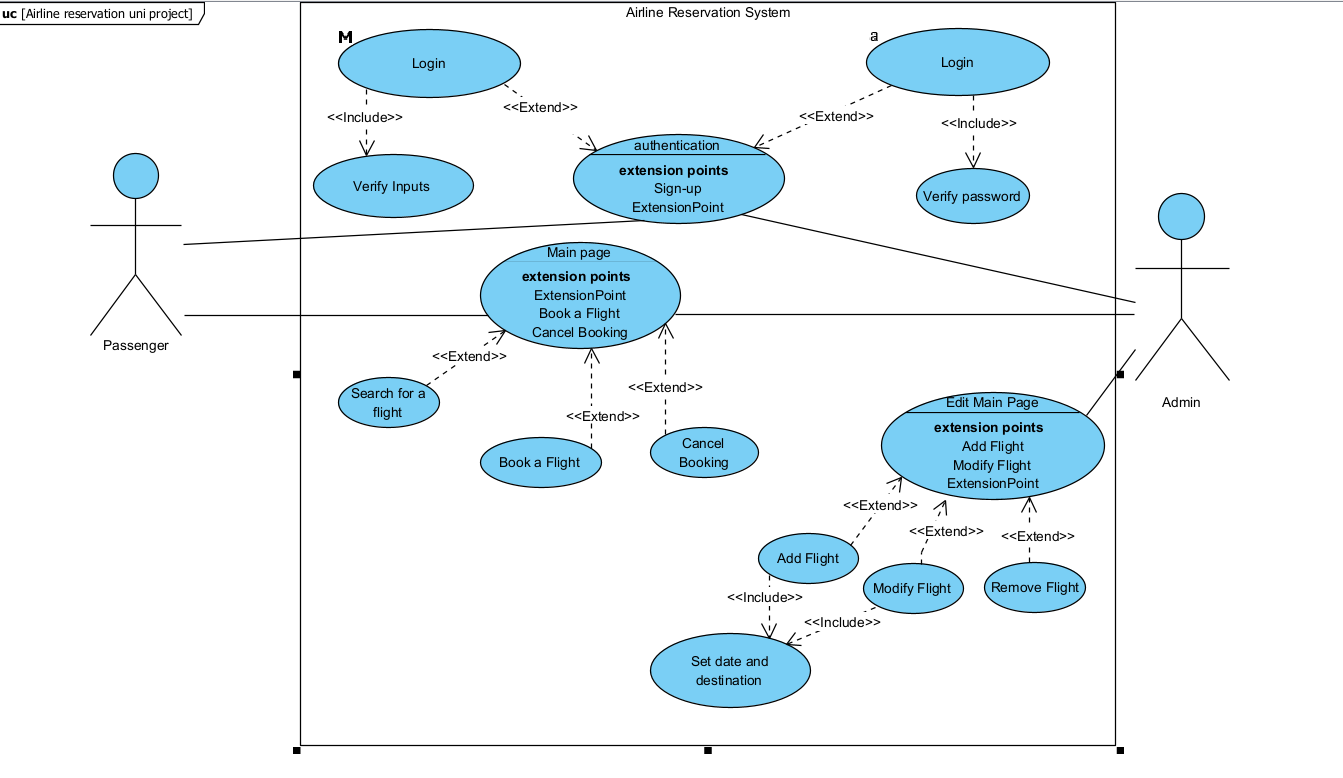 uc [Airline reservation uni project]
Airline Reservation System
M
Login
a
Login
<<Extend>>
<<Include>>
<<Extend>>
<<Include>>
authentication
extension points
Sign-up
ExtensionPoint
Verify Inputs
Verify password
Main page
extension points
ExtensionPoint
Book a Flight
Cancel Booking
Passenger
<<Extend>>
<<Extend>>
<<Extend>>
Search for a
flight
Book a Flight
Cancel
Booking
Admin
Edit Main Page
extension points
Add Flight
Modify Flight
ExtensionPoint
<<Extend>>
<<Extend>>
<<Extend>>
Add Flight
Modify Flight
Remove Flight
<<Include>>
<<Include>>
Set date and
destination